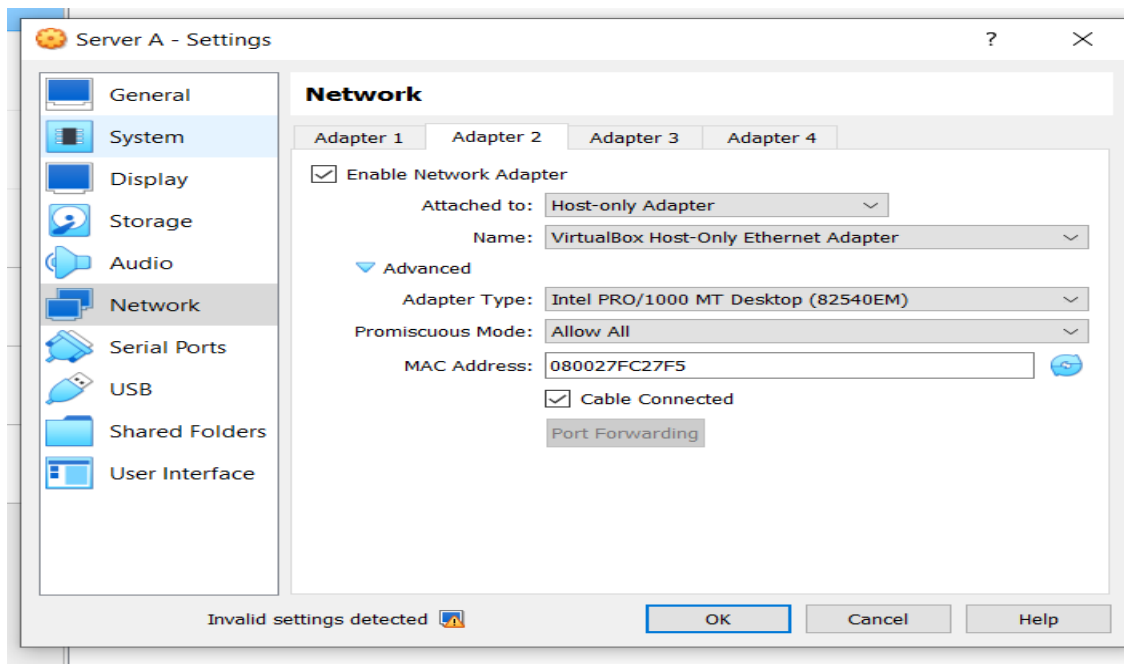 Server A - Settings ?
General
System
Display
Storage
Audio
Network
Serial Ports
USB
Shared Folders
User Interface
Network
Adapter 1 Adapter 2 Adapter 3 Adapter 4
Enable Network Adapter
Attached to: Host-only Adapter
Name: VirtualBox Host-Only Ethernet Adapter
Advanced
Adapter Type: Intel PRO/1000 MT Desktop (82540EM)
Promiscuous Mode: Allow All
MAC Address: 080027FC27F5
Cable Connected
Port Forwarding
Invalid settings detected OK Cancel Help